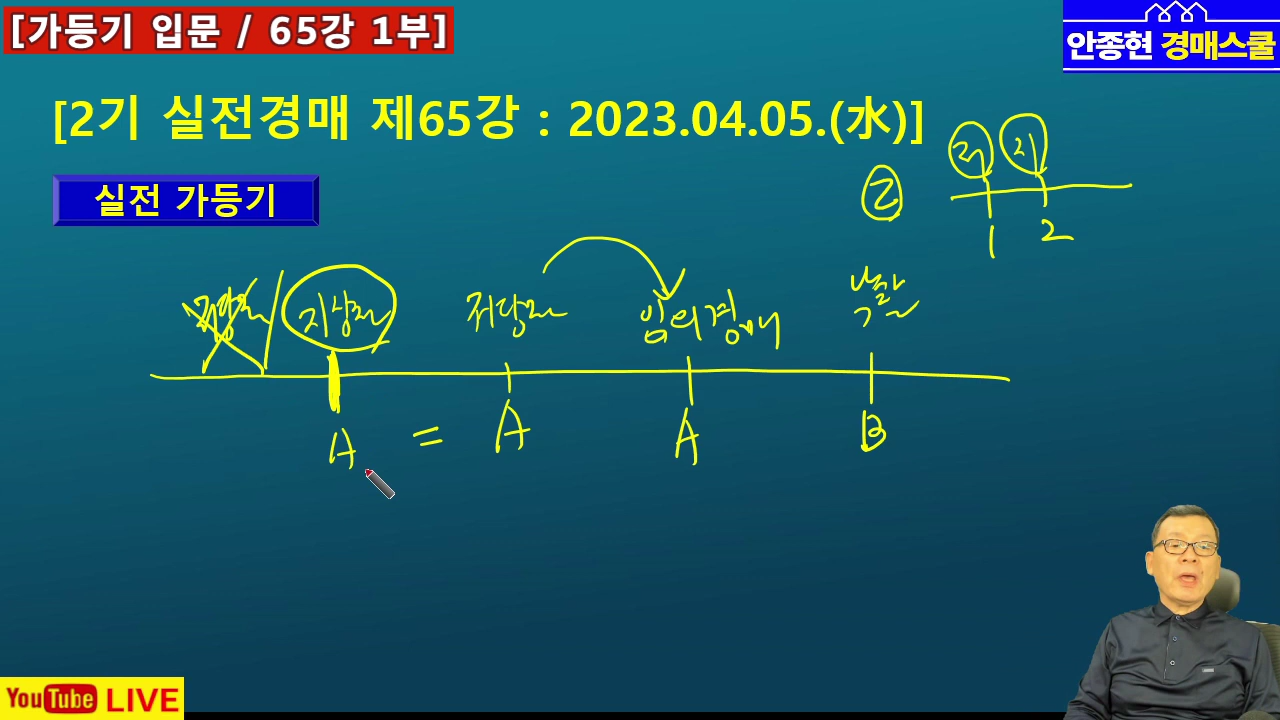 [가등기 입문 / 65강 1부]
안종현 경매스쿨
[2기 실전경매 제65강 : 2023.04.05.(水)]
실전 가등기
2
저 지
1 2
지상권 저당권 임의경매 낙찰
A = A A B
YouTube LIVE